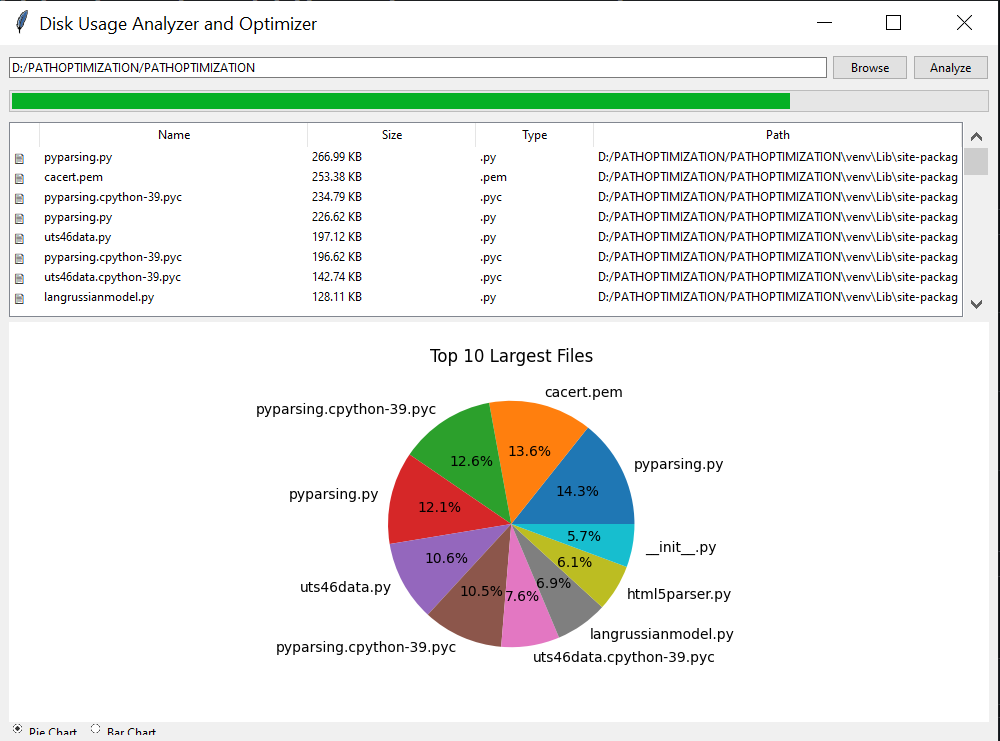 Disk Usage Analyzer and Optimizer
D:/PATHOPTIMIZATION/PATHOPTIMIZATION Browse Analyze
Name Size Type Path
pyparsing.py 266.99 KB .py D:/PATHOPTIMIZATION/PATHOPTIMIZATION\venv\Lib\site-packag
cacert.pem 253.38 KB .pem D:/PATHOPTIMIZATION/PATHOPTIMIZATION\venv\Lib\site-packag
pyparsing.cpython-39.pyc 234.79 KB .pyc D:/PATHOPTIMIZATION/PATHOPTIMIZATION\venv\Lib\site-packag
pyparsing.py 226.62 KB .py D:/PATHOPTIMIZATION/PATHOPTIMIZATION\venv\Lib\site-packag
uts46data.py 197.12 KB .py D:/PATHOPTIMIZATION/PATHOPTIMIZATION\venv\Lib\site-packag
pyparsing.cpython-39.pyc 196.62 KB .pyc D:/PATHOPTIMIZATION/PATHOPTIMIZATION\venv\Lib\site-packag
uts46data.cpython-39.pyc 142.74 KB .pyc D:/PATHOPTIMIZATION/PATHOPTIMIZATION\venv\Lib\site-packag
langrussianmodel.py 128.11 KB .py D:/PATHOPTIMIZATION/PATHOPTIMIZATION\venv\Lib\site-packag
Top 10 Largest Files
cacert.pem
pyparsing.cpython-39.pyc
13.6%
12.6%
pyparsing.py
14.3%
pyparsing.py
12.1%
5.7%
__init__.py
10.6%
6.1%
6.9%
uts46data.py
10.5%
7.6%
html5parser.py
langrussianmodel.py
pyparsing.cpython-39.pyc
uts46data.cpython-39.pyc
Pie Chart Bar Chart